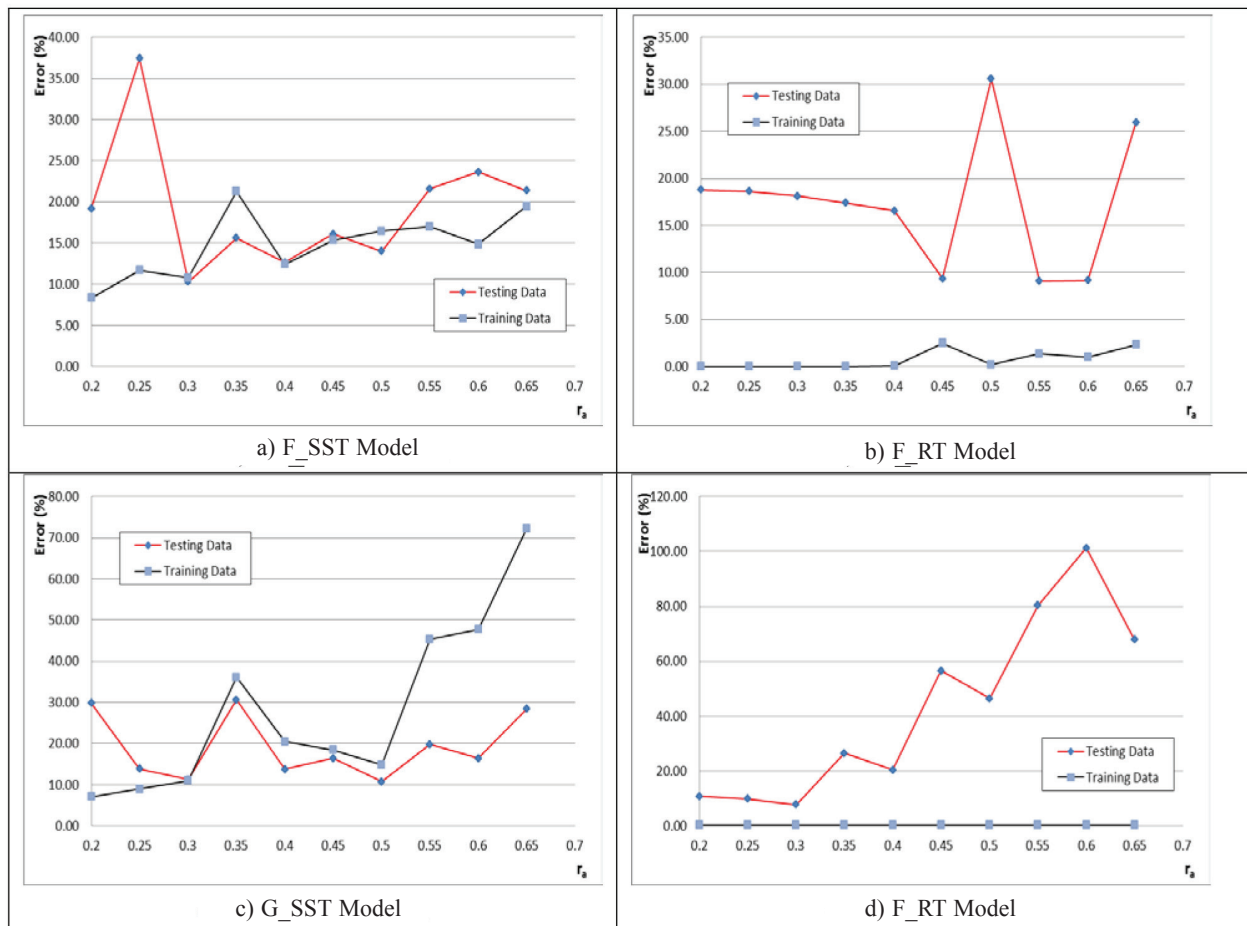 Error (%)
40.00
35.00
30.00
25.00
20.00
15.00
10.00
5.00
0.00
Testing Data
Training Data
0.2 0.25 0.3 0.35 0.4 0.45 0.5 0.55 0.6 0.65 0.7
ra
a) F_SST Model
Error (%)
35.00
30.00
25.00
20.00
15.00
10.00
5.00
0.00
Testing Data
Training Data
0.2 0.25 0.3 0.35 0.4 0.45 0.5 0.55 0.6 0.65 0.7
ra
b) F_RT Model
Error (%)
80.00
70.00
60.00
50.00
40.00
30.00
20.00
10.00
0.00
Testing Data
Training Data
0.2 0.25 0.3 0.35 0.4 0.45 0.5 0.55 0.6 0.65 0.7
ra
c) G_SST Model
Error (%)
120.00
100.00
80.00
60.00
40.00
20.00
0.00
Testing Data
Training Data
0.2 0.25 0.3 0.35 0.4 0.45 0.5 0.55 0.6 0.65 0.7
ra
d) F_RT Model